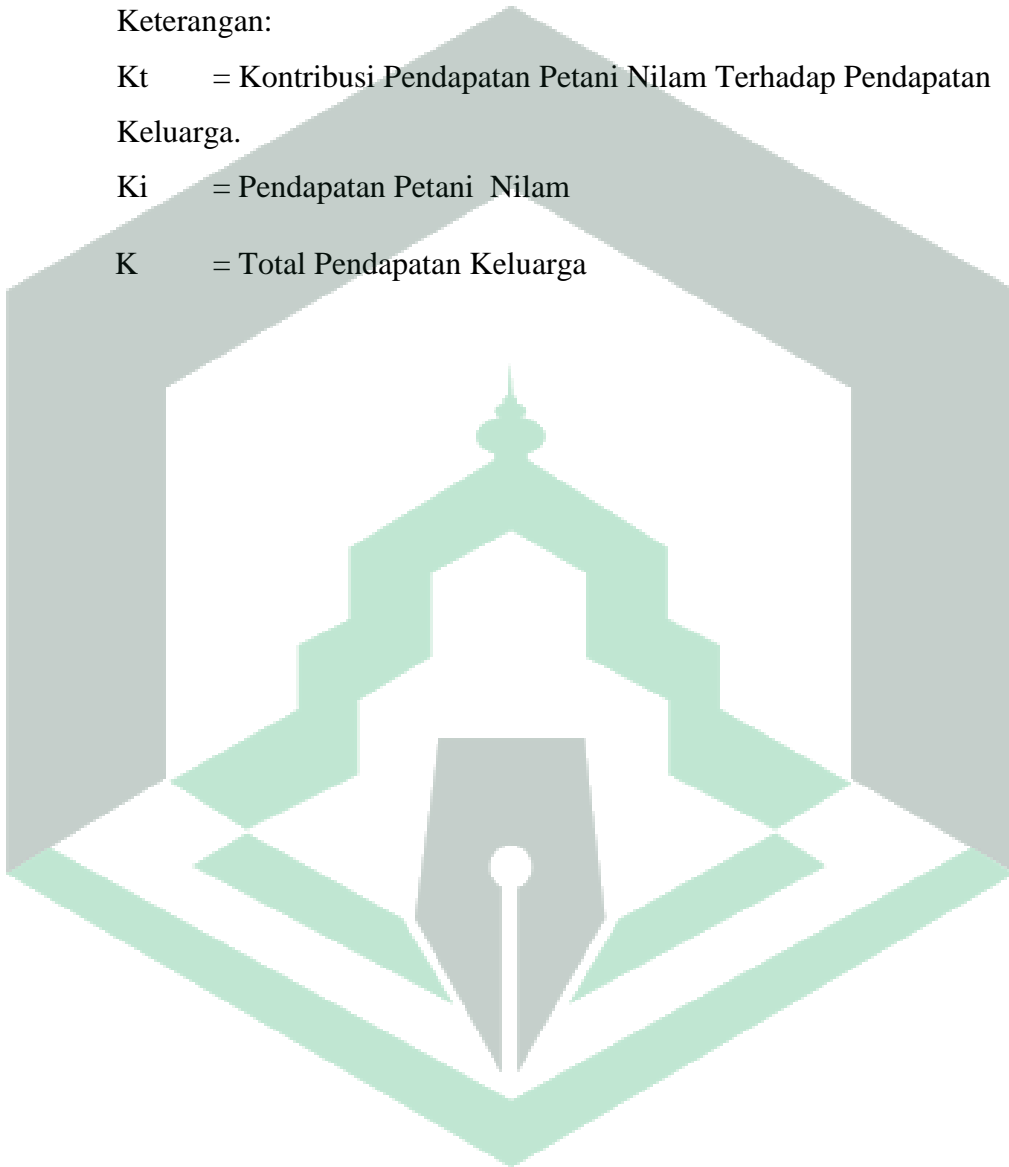 Keterangan:
Kt = Kontribusi Pendapatan Petani Nilam Terhadap Pendapatan
Keluarga.
Ki = Pendapatan Petani Nilam
K = Total Pendapatan Keluarga